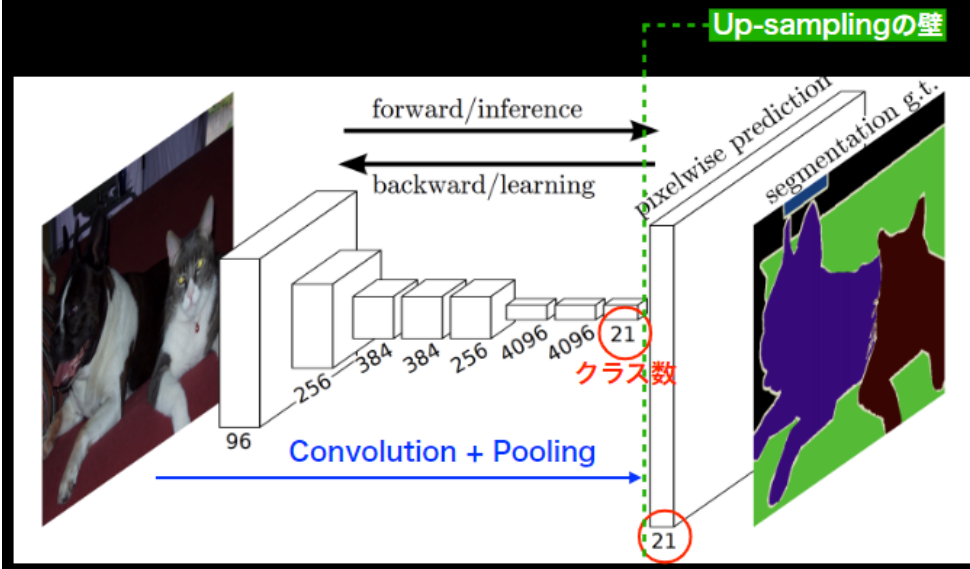 Up-samplingの壁
forward/inference
backward/learning
pixelwise prediction
segmentation g.t.
96
256
384
384
256
4096
4096
21
クラス数
Convolution + Pooling
21